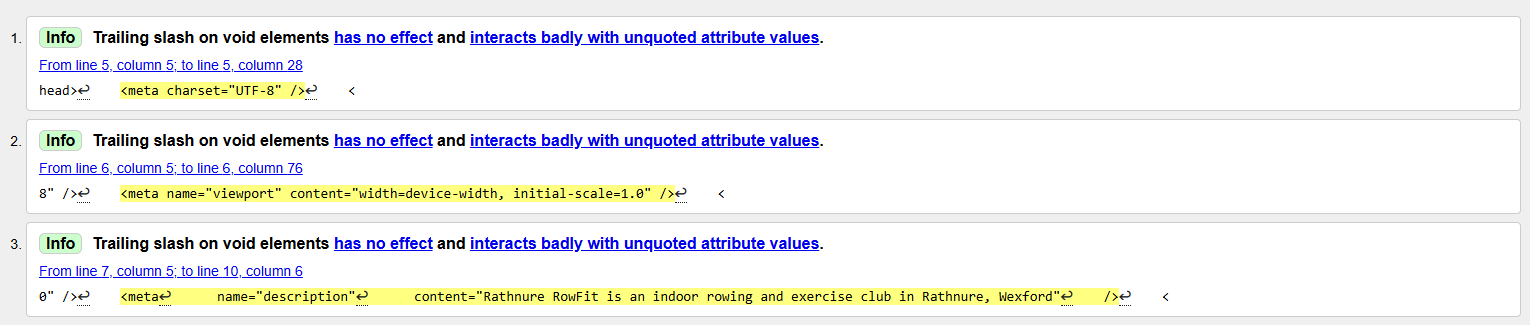 1. Info Trailing slash on void elements has no effect and interacts badly with unquoted attribute values.
From line 5, column 5; to line 5, column 28
head>↩    <meta charset="UTF-8" />↩    <
2. Info Trailing slash on void elements has no effect and interacts badly with unquoted attribute values.
From line 6, column 5; to line 6, column 76
8" />↩    <meta name="viewport" content="width=device-width, initial-scale=1.0" />↩    <
3. Info Trailing slash on void elements has no effect and interacts badly with unquoted attribute values.
From line 7, column 5; to line 10, column 6
0" />↩    <meta↩      name="description"↩      content="Rathnure RowFit is an indoor rowing and exercise club in Rathnure, Wexford"↩    />↩    <